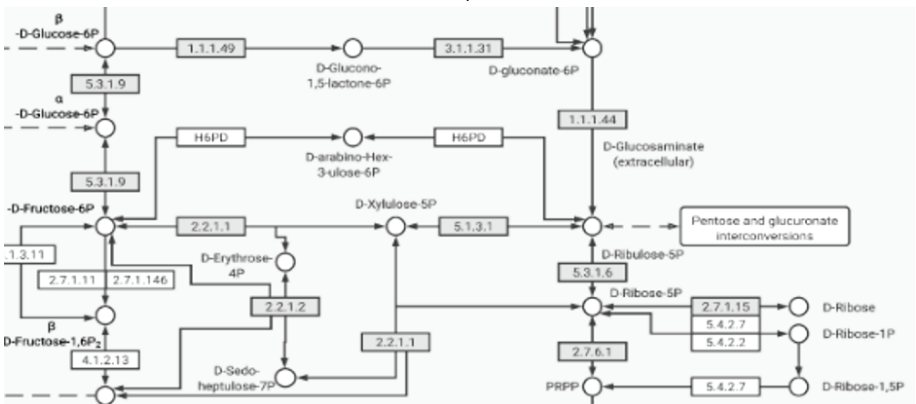 β
-D-Glucose-6P
1.1.1.49
3.1.1.31
D-Glucono-
1,5-lactone-6P
D-gluconate-6P
5.3.1.9
α
-D-Glucose-6P
1.1.1.44
H6PD
H6PD
D-Glucosaminate
(extracellular)
D-arabino-Hex-
3-ulose-6P
5.3.1.9
-D-Fructose-6P
D-Xylulose-5P
2.2.1.1
5.1.3.1
Pentose and glucuronate
interconversions
.1.3.11
D-Erythrose-
4P
D-Ribulose-5P
2.7.1.11
2.7.1.146
5.3.1.6
D-Ribose-5P
2.2.1.2
2.7.1.15
D-Ribose
5.4.2.7
D-Ribose-1P
5.4.2.2
β
D-Fructose-1,6P₂
2.2.1.1
2.7.6.1
4.1.2.13
D-Sedo-
heptulose-7P
PRPP
5.4.2.7
D-Ribose-1,5P